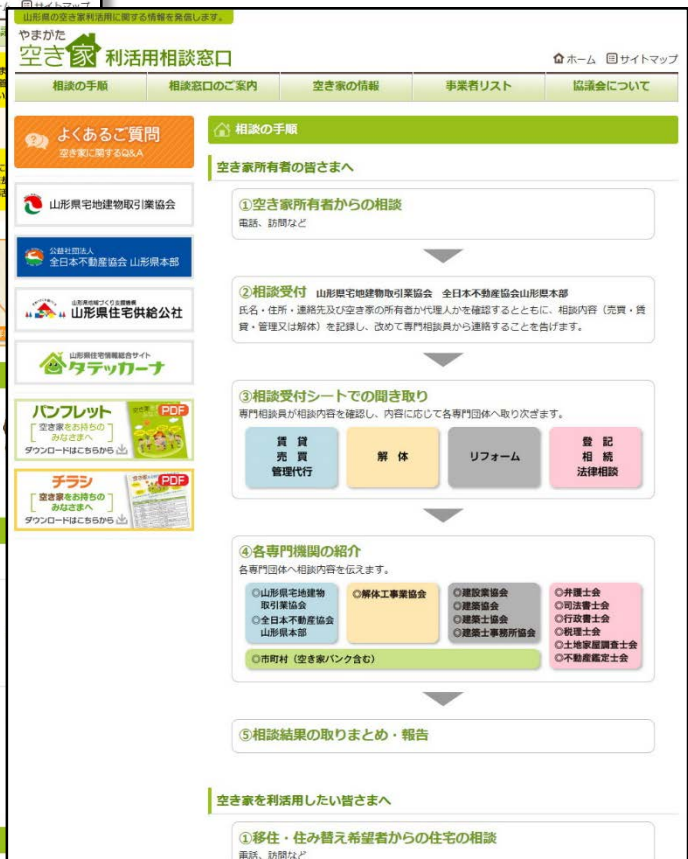 サイトマップ
山形県の空き家利活用に関する情報を発信します。
やまがた
空き家 利活用相談窓口
ホーム サイトマップ
相談の手順 相談窓口のご案内 空き家の情報 事業者リスト 協議会について
よくあるご質問
空き家に関するQ&A
山形県宅地建物取引業協会
公益社団法人
全日本不動産協会 山形県本部
山形県地域づくり支援機構
山形県住宅供給公社
山形県住宅情報総合サイト
タテッカーナ
パンフレット
空き家をお持ちの
みなさまへ
ダウンロードはこちらから
PDF
チラシ
空き家をお持ちの
みなさまへ
ダウンロードはこちらから
PDF
相談の手順
空き家所有者の皆さまへ
①空き家所有者からの相談
電話、訪問など
②相談受付 山形県宅地建物取引業協会 全日本不動産協会山形県本部
氏名・住所・連絡先及び空き家の所有者か代理人かを確認するとともに、相談内容（売買・賃
貸・管理又は解体）を記録し、改めて専門相談員から連絡することを告げます。
③相談受付シートでの聞き取り
専門相談員が相談内容を確認し、内容に応じて各専門団体へ取り次ぎます。
賃 貸
売 買
管理代行
解 体
リフォーム
登 記
相 続
法律相談
④各専門機関の紹介
各専門団体へ相談内容を伝えます。
◎山形県宅地建物
取引業協会
◎全日本不動産協会
山形県本部
◎解体工事業協会
◎建設業協会
◎建築協会
◎建築士協会
◎建築士事務所協会
◎弁護士会
◎司法書士会
◎行政書士会
◎税理士会
◎土地家屋調査士会
◎不動産鑑定士会
◎市町村（空き家バンク含む）
⑤相談結果の取りまとめ・報告
空き家を利活用したい皆さまへ
①移住・住み替え希望者からの住宅の相談
電話、訪問など